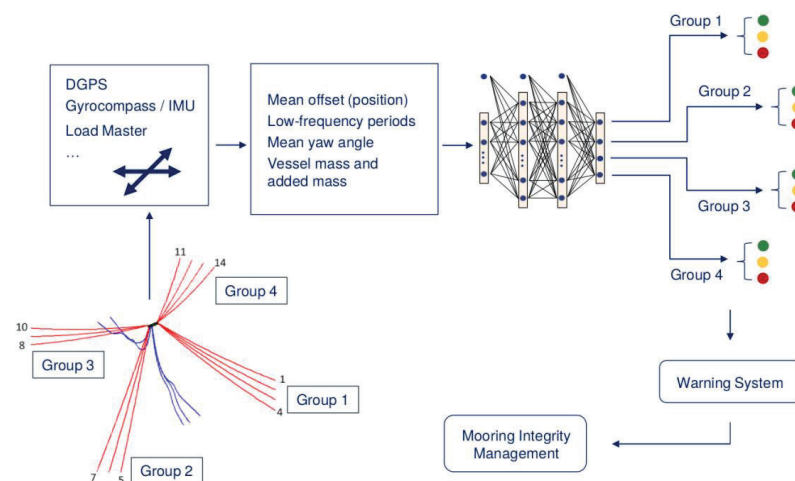 DGPS
Gyrocompass / IMU
Load Master
...
Mean offset (position)
Low-frequency periods
Mean yaw angle
Vessel mass and
added mass
Group 1
Group 2
Group 3
Group 4
11
14
Group 4
10
8
Group 3
1
4
Group 1
7
5
Group 2
Warning System
Mooring Integrity
Management